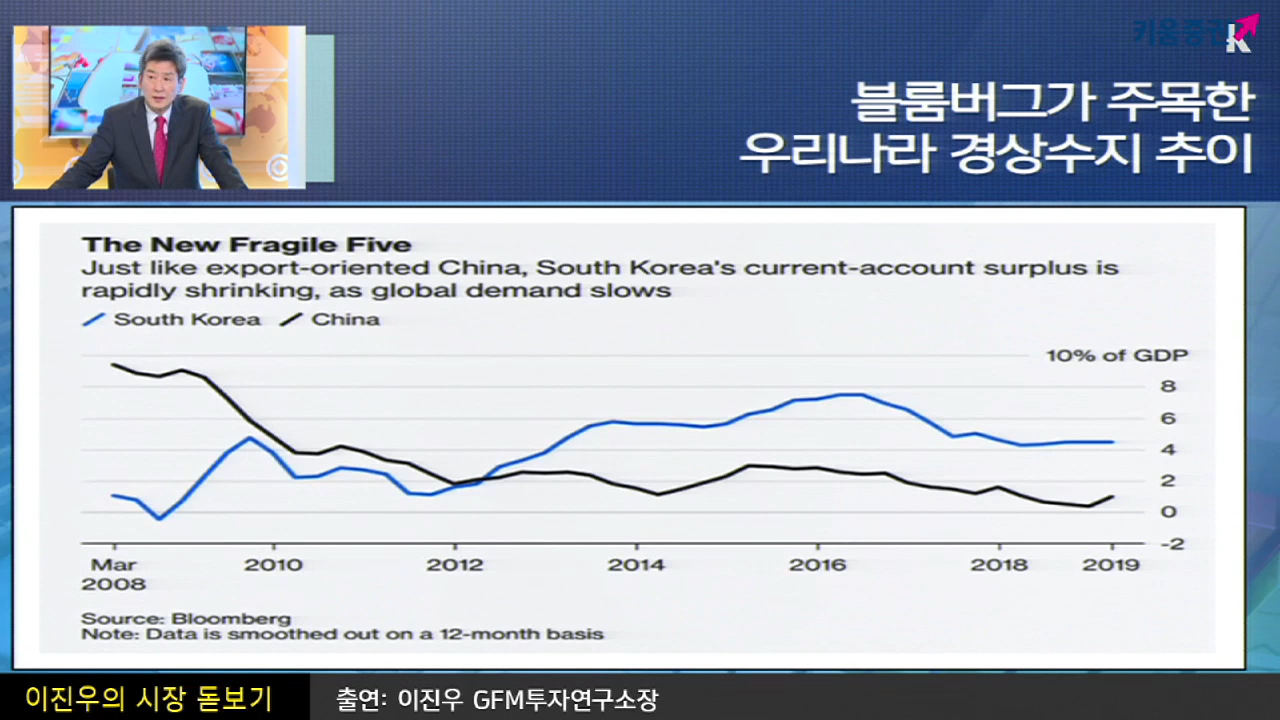 키움증권
블룸버그가 주목한
우리나라 경상수지 추이
The New Fragile Five
Just like export-oriented China, South Korea's current-account surplus is
rapidly shrinking, as global demand slows
South Korea China
10% of GDP
8
6
4
2
0
-2
Mar 2010 2012 2014 2016 2018 2019
2008
Source: Bloomberg
Note: Data is smoothed out on a 12-month basis
이진우의 시장 돋보기
출연: 이진우 GFM투자연구소장